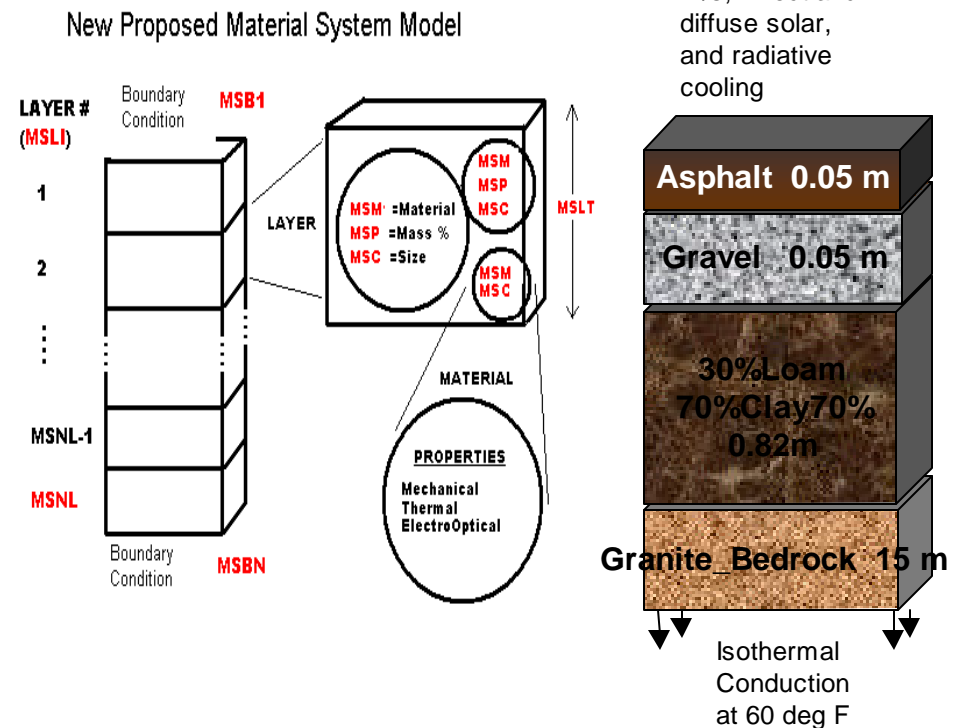 New Proposed Material System Model
LAYER #
(MSLI)
Boundary
Condition
MSB1
1
2
MSNL-1
MSNL
Boundary
Condition
MSBN
LAYER
MSM =Material
MSP =Mass %
MSC =Size
MSM
MSP
MSC
MSM
MSC
MSLT
MATERIAL
PROPERTIES
Mechanical
Thermal
ElectroOptical
diffuse solar,
and radiative
cooling
Asphalt 0.05 m
Gravel 0.05 m
30%Loam
70%Clay70%
0.82m
Granite_Bedrock 15 m
Isothermal
Conduction
at 60 deg F